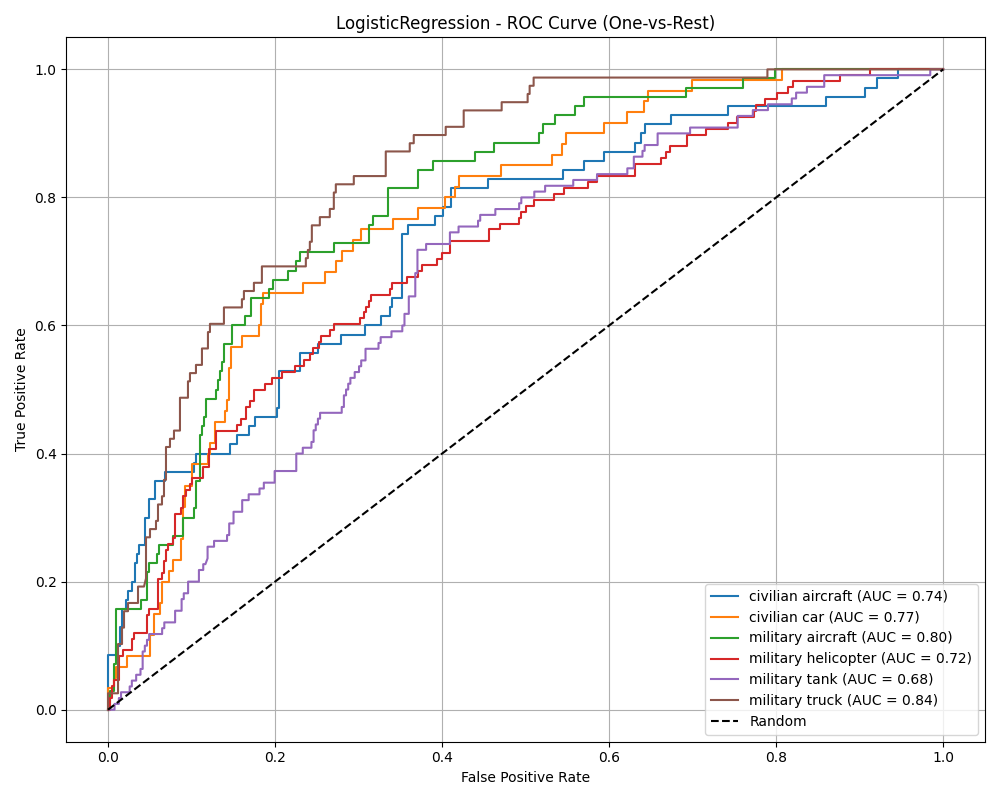 LogisticRegression - ROC Curve (One-vs-Rest)
True Positive Rate
1.0
0.8
0.6
0.4
0.2
0.0
civilian aircraft (AUC = 0.74)
civilian car (AUC = 0.77)
military aircraft (AUC = 0.80)
military helicopter (AUC = 0.72)
military tank (AUC = 0.68)
military truck (AUC = 0.84)
Random
0.0 0.2 0.4 0.6 0.8 1.0
False Positive Rate